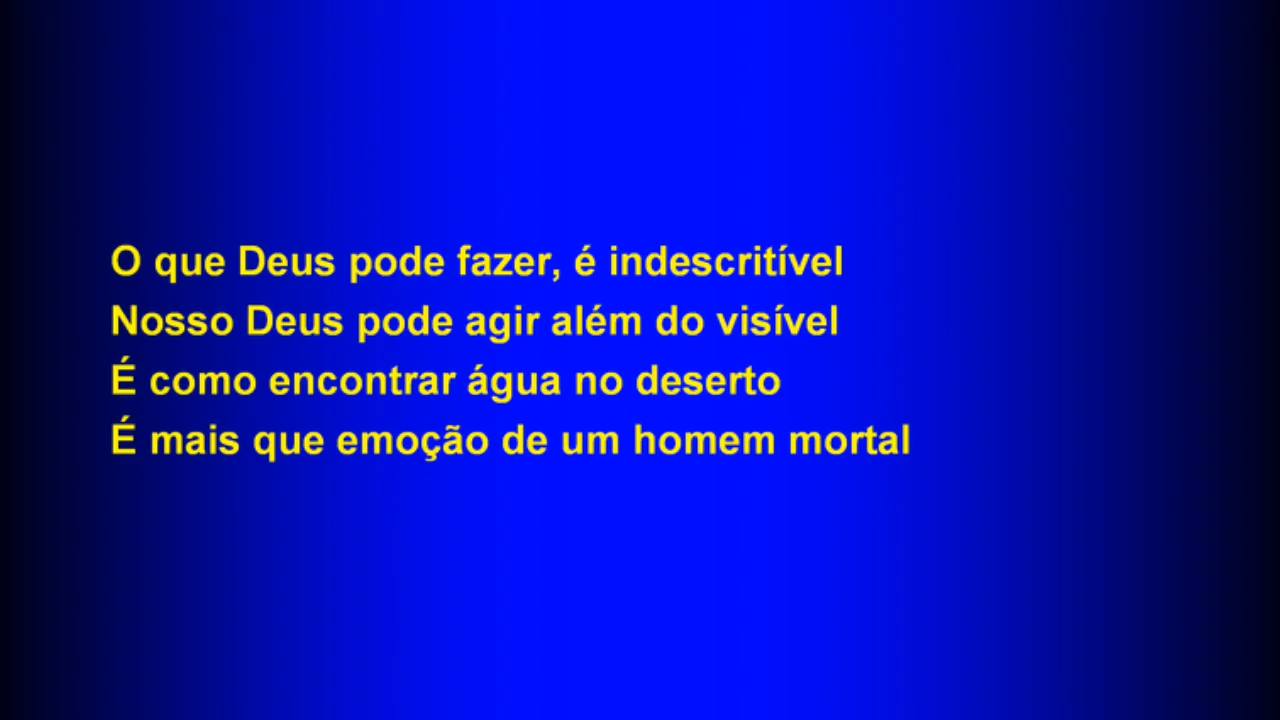 O que Deus pode fazer, é indescritível
Nosso Deus pode agir além do visível
É como encontrar água no deserto
É mais que emoção de um homem mortal